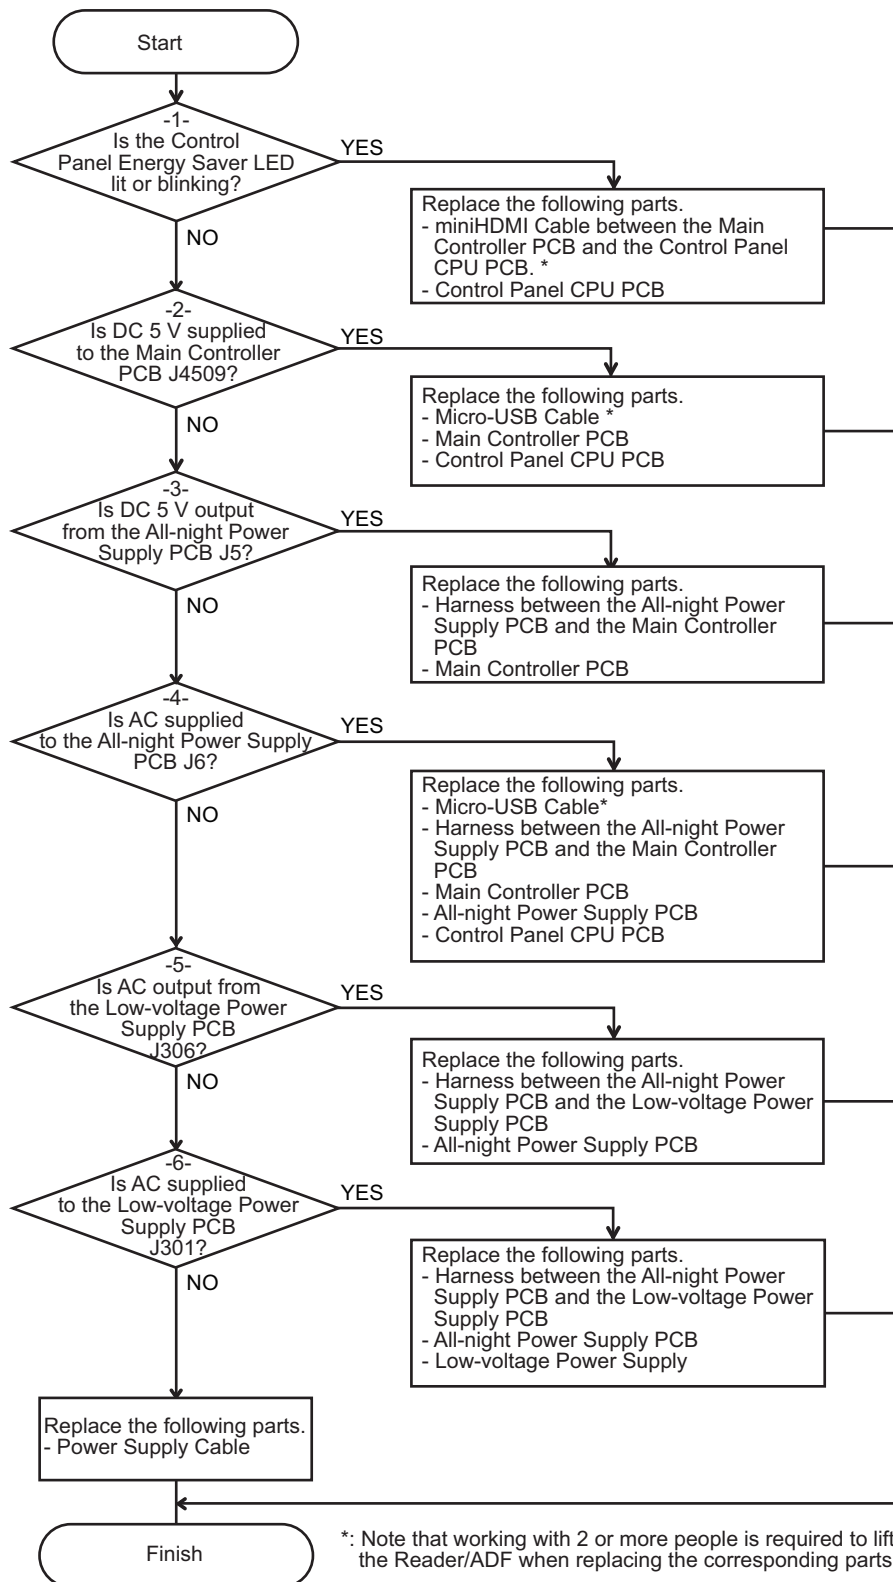 Start
-1-
Is the Control
Panel Energy Saver LED
lit or blinking?
YES
NO
Replace the following parts.
- miniHDMI Cable between the Main
Controller PCB and the Control Panel
CPU PCB. *
- Control Panel CPU PCB
-2-
Is DC 5 V supplied
to the Main Controller
PCB J4509?
YES
NO
Replace the following parts.
- Micro-USB Cable *
- Main Controller PCB
- Control Panel CPU PCB
-3-
Is DC 5 V output
from the All-night Power
Supply PCB J5?
YES
NO
Replace the following parts.
- Harness between the All-night Power
Supply PCB and the Main Controller
PCB
- Main Controller PCB
-4-
Is AC supplied
to the All-night Power Supply
PCB J6?
YES
NO
Replace the following parts.
- Micro-USB Cable*
- Harness between the All-night Power
Supply PCB and the Main Controller
PCB
- Main Controller PCB
- All-night Power Supply PCB
- Control Panel CPU PCB
-5-
Is AC output from
the Low-voltage Power
Supply PCB
J306?
YES
NO
Replace the following parts.
- Harness between the All-night Power
Supply PCB and the Low-voltage Power
Supply PCB
- All-night Power Supply PCB
-6-
Is AC supplied
to the Low-voltage Power
Supply PCB
J301?
YES
NO
Replace the following parts.
- Harness between the All-night Power
Supply PCB and the Low-voltage Power
Supply PCB
- All-night Power Supply PCB
- Low-voltage Power Supply
Replace the following parts.
- Power Supply Cable
Finish
*: Note that working with 2 or more people is required to lift
the Reader/ADF when replacing the corresponding parts